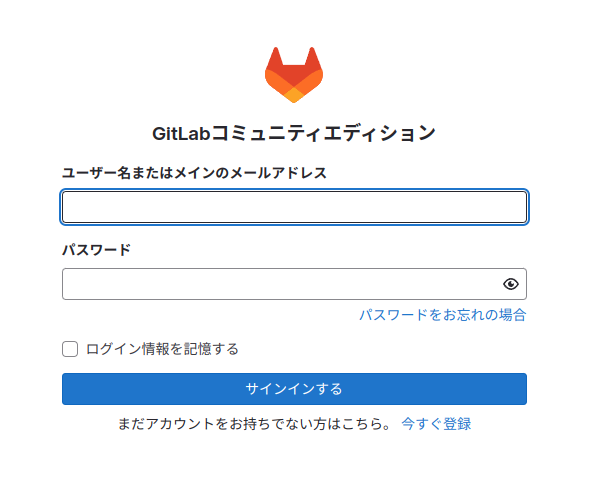 GitLabコミュニティエディション
ユーザー名またはメインのメールアドレス
パスワード
パスワードをお忘れの場合
ログイン情報を記憶する
サインインする
まだアカウントをお持ちでない方はこちら。 今すぐ登録